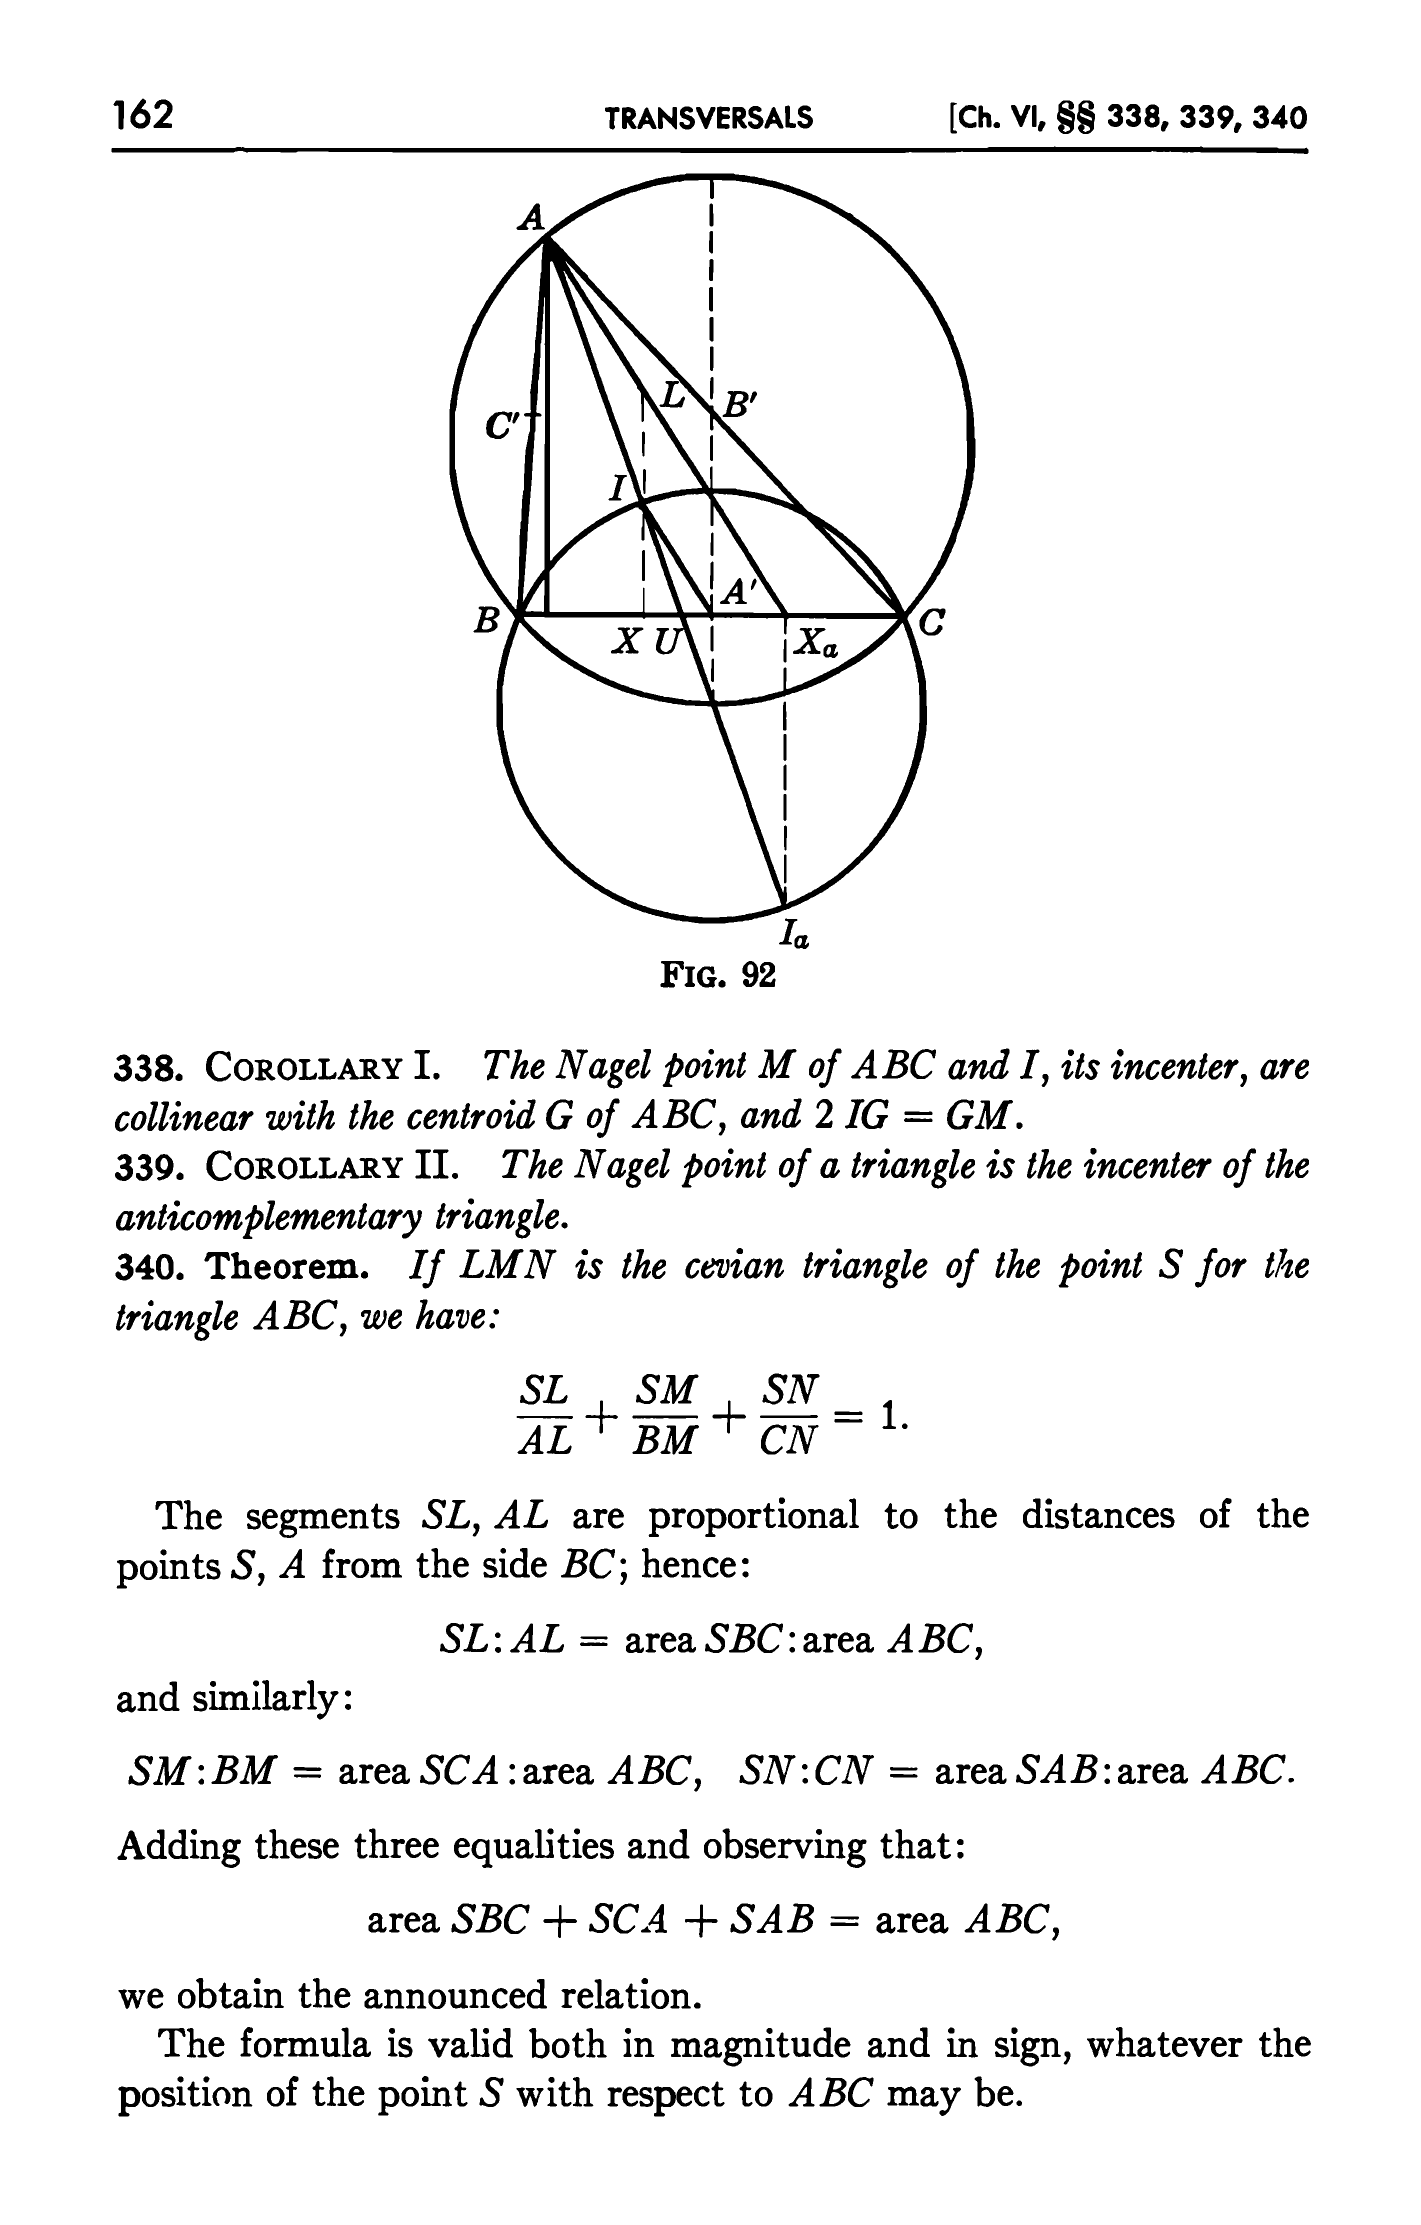 162 TRANSVERSALS [Ch. VI, §§ 338, 339, 340
A
L
B'
C'
I
A'
B
X U
X_a
C
I_a
FIG. 92
338. COROLLARY I. The Nagel point M of ABC and I, its incenter, are
collinear with the centroid G of ABC, and 2 IG = GM.
339. COROLLARY II. The Nagel point of a triangle is the incenter of the
anticomplementary triangle.
340. Theorem. If LMN is the cevian triangle of the point S for the
triangle ABC, we have:
SL/AL + SM/BM + SN/CN = 1.
The segments SL, AL are proportional to the distances of the
points S, A from the side BC; hence:
SL:AL = area SBC:area ABC,
and similarly:
SM:BM = area SCA:area ABC, SN:CN = area SAB:area ABC.
Adding these three equalities and observing that:
area SBC + SCA + SAB = area ABC,
we obtain the announced relation.
The formula is valid both in magnitude and in sign, whatever the
position of the point S with respect to ABC may be.